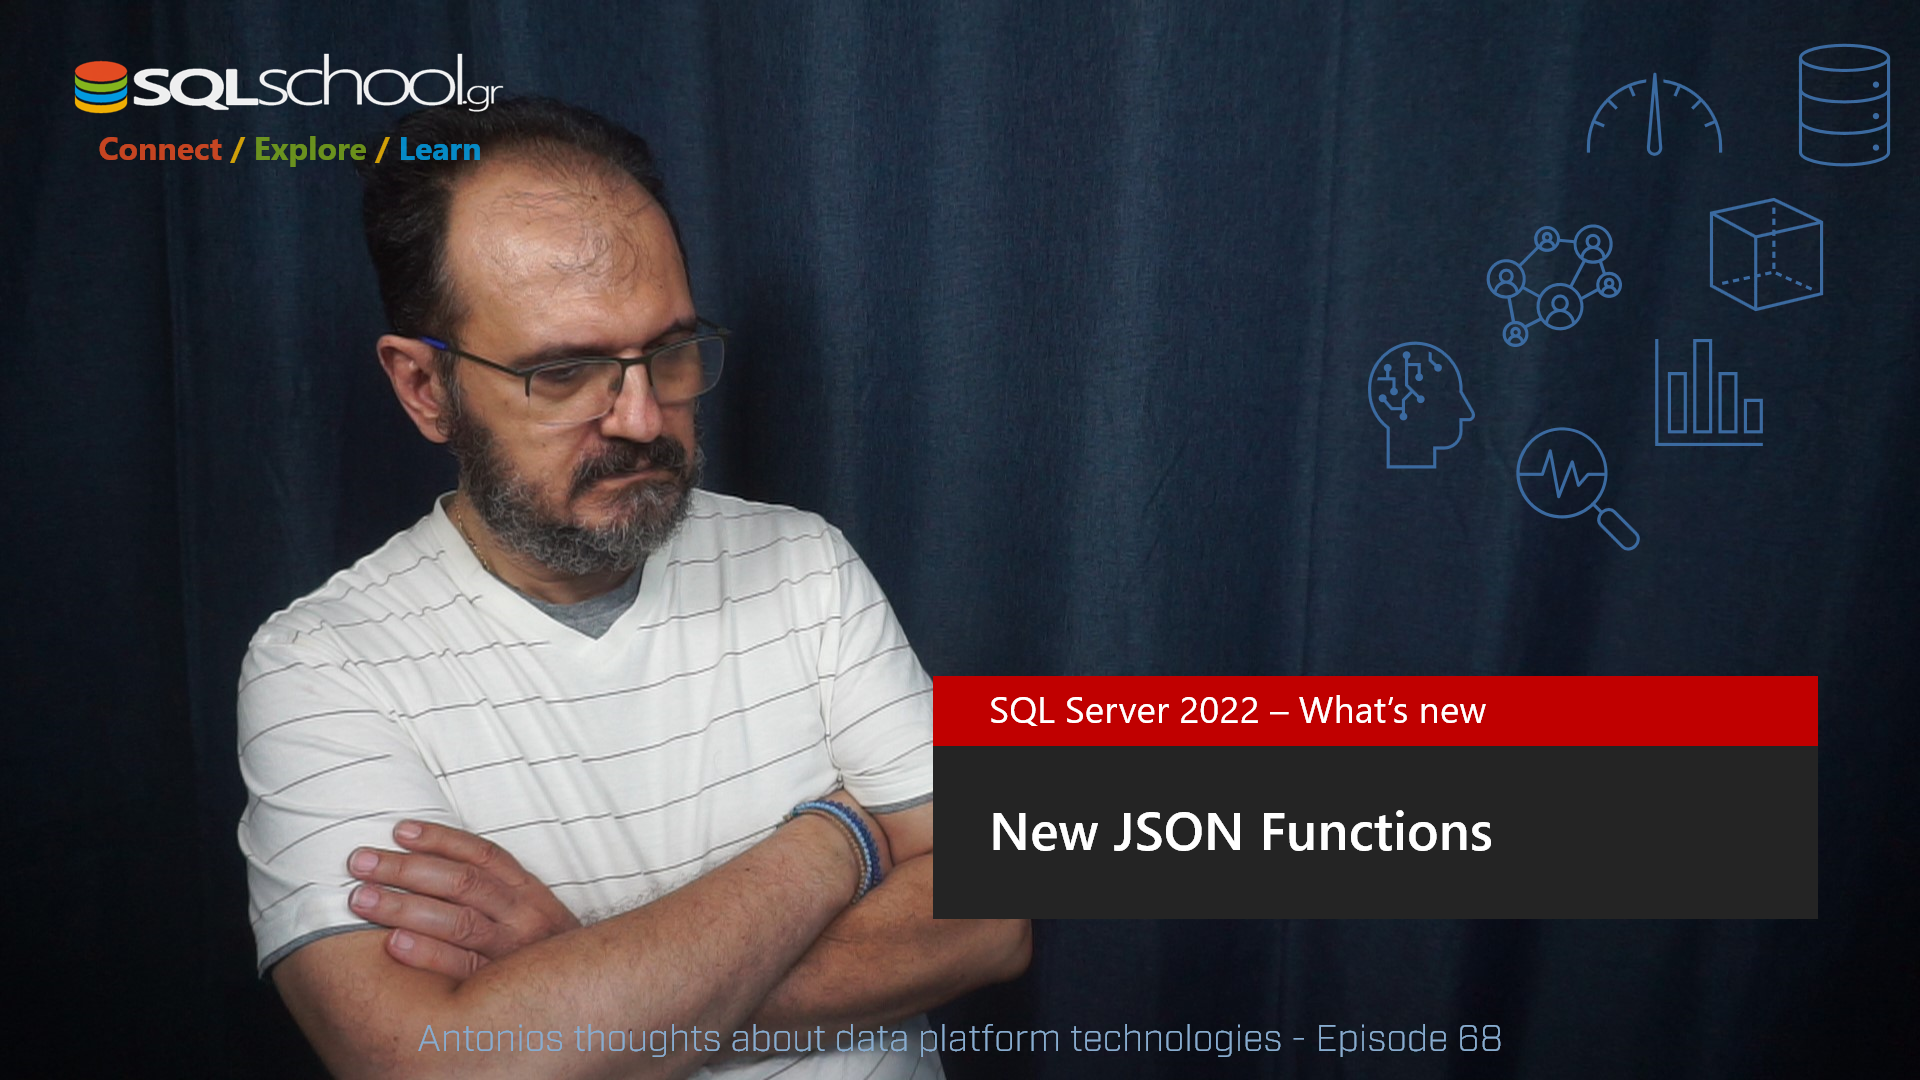 SQLschool.gr
Connect / Explore / Learn
SQL Server 2022 – What's new
New JSON Functions
Antonios thoughts about data platform technologies - Episode 68